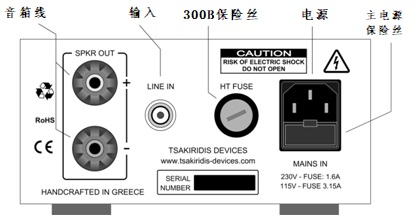 音箱线
输入
300B保险丝
电源
主电源
保险丝
SPKR OUT
+
-
RoHS
CE
HANDCRAFTED IN GREECE
LINE IN
CAUTION
RISK OF ELECTRIC SHOCK
DO NOT OPEN
HT FUSE
TSAKIRIDIS DEVICES
www.tsakiridis-devices.com
SERIAL
NUMBER
MAINS IN
230V - FUSE: 1.6A
115V - FUSE 3.15A